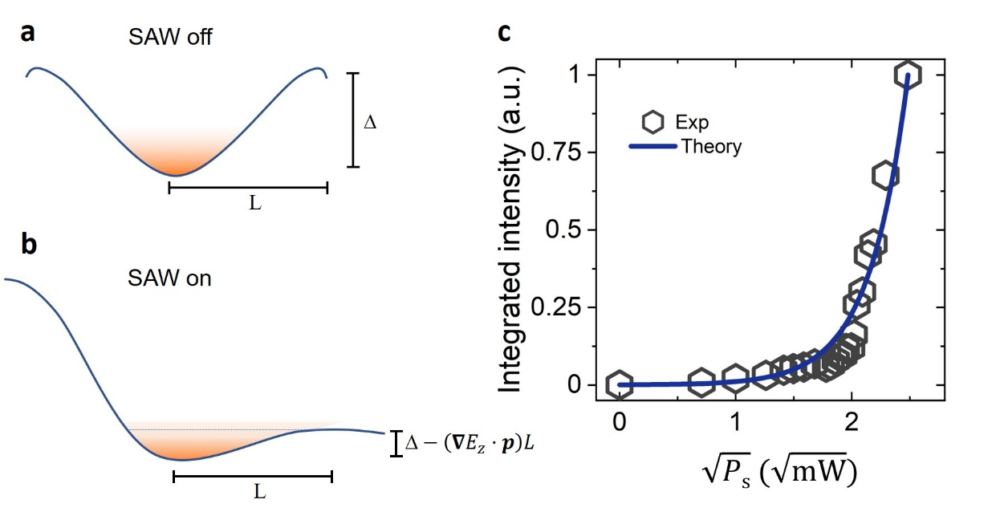 a
SAW off
Δ
L
b
SAW on
Δ − (∇E_z · p)L
L
c
Integrated intensity (a.u.)
1
0.75
0.5
0.25
0
Exp
Theory
0 1 2
√P_s (√mW)